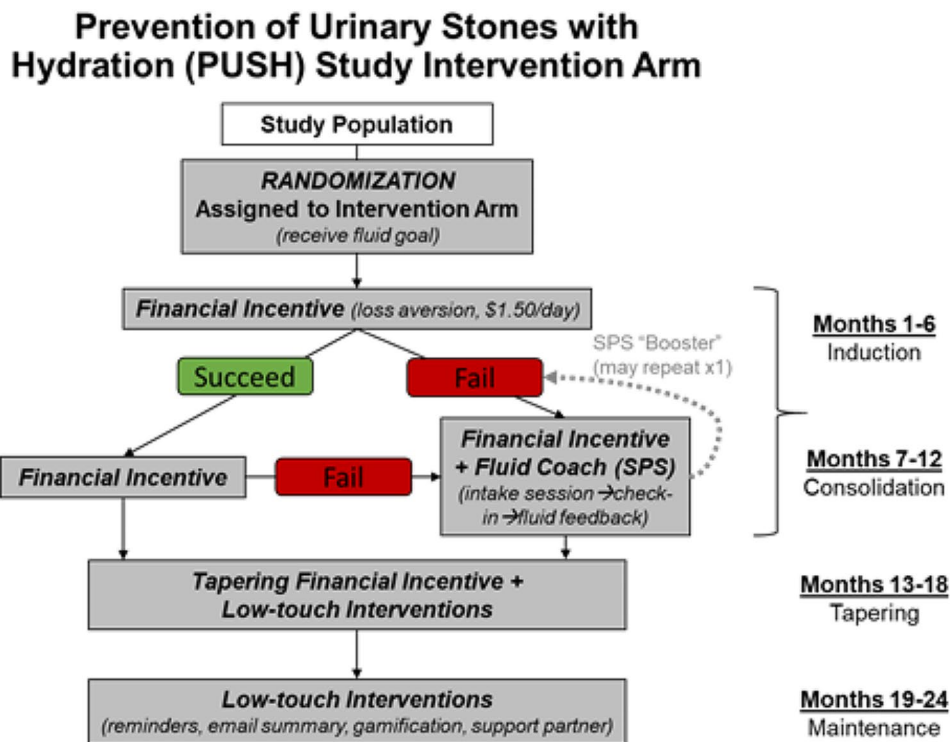 Prevention of Urinary Stones with
Hydration (PUSH) Study Intervention Arm
Study Population
RANDOMIZATION
Assigned to Intervention Arm
(receive fluid goal)
Financial Incentive (loss aversion, $1.50/day)
Succeed
Fail
SPS “Booster”
(may repeat x1)
Months 1-6
Induction
Financial Incentive
Fail
Financial Incentive
+ Fluid Coach (SPS)
(intake session →check-
in →fluid feedback)
Months 7-12
Consolidation
Tapering Financial Incentive +
Low-touch Interventions
Months 13-18
Tapering
Low-touch Interventions
(reminders, email summary, gamification, support partner)
Months 19-24
Maintenance